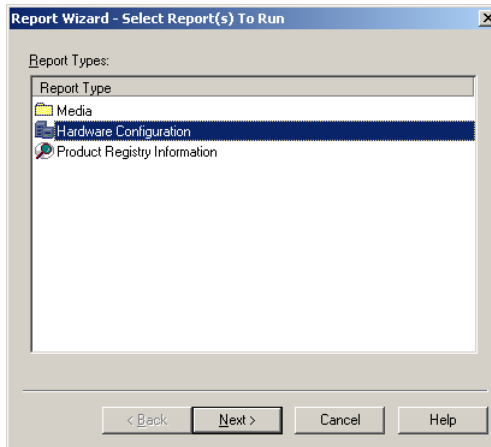 Report Wizard - Select Report(s) To Run
Report Types:
Report Type
Media
Hardware Configuration
Product Registry Information
< Back Next > Cancel Help